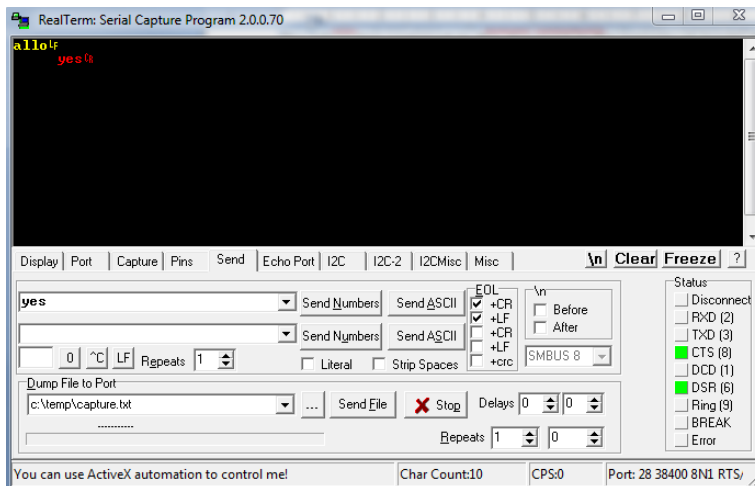 RealTerm: Serial Capture Program 2.0.0.70
alloLF
yesCR
Display Port Capture Pins Send Echo Port I2C I2C-2 I2CMisc Misc \n Clear Freeze ?
yes
Send Numbers Send ASCII
Send Numbers Send ASCII
0 ^C LF Repeats 1
Literal Strip Spaces
EOL
+CR
+LF
+CR
+LF
+crc
\n
Before
After
SMBUS 8
Dump File to Port
c:\temp\capture.txt ... Send File Stop Delays 0 0
Repeats 1 0
Status
Disconnect
RXD (2)
TXD (3)
CTS (8)
DCD (1)
DSR (6)
Ring (9)
BREAK
Error
You can use ActiveX automation to control me! Char Count:10 CPS:0 Port: 28 38400 8N1 RTS/